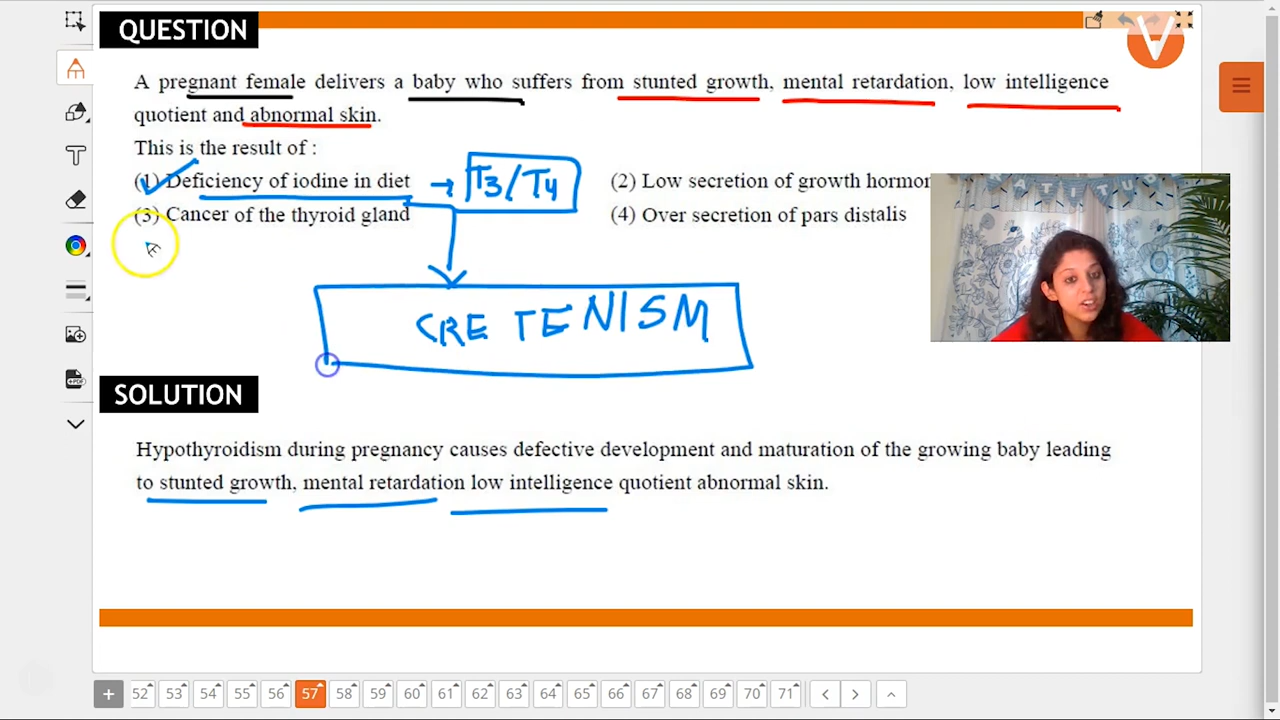 QUESTION
A pregnant female delivers a baby who suffers from stunted growth, mental retardation, low intelligence
quotient and abnormal skin.
This is the result of :
(1) Deficiency of iodine in diet → T3/T4 (2) Low secretion of growth hormon
(3) Cancer of the thyroid gland (4) Over secretion of pars distalis
CRETENISM
SOLUTION
Hypothyroidism during pregnancy causes defective development and maturation of the growing baby leading
to stunted growth, mental retardation low intelligence quotient abnormal skin.
52 53 54 55 56 57 58 59 60 61 62 63 64 65 66 67 68 69 70 71